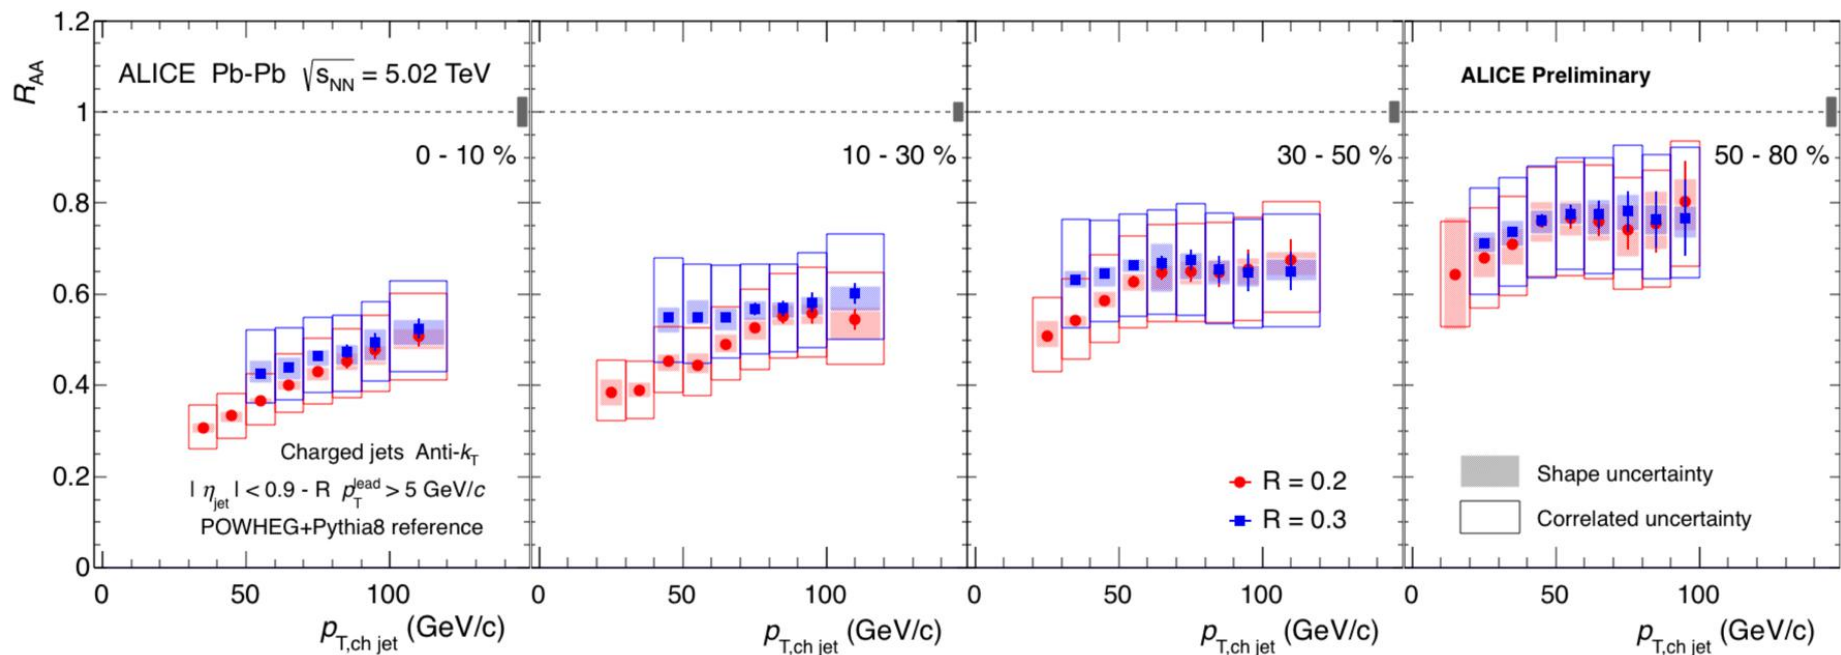 R_AA
1.2
1
0.8
0.6
0.4
0.2
0
ALICE Pb-Pb √s_NN = 5.02 TeV
0 - 10 %
Charged jets Anti-k_T
| η_jet | < 0.9 - R p_T^lead > 5 GeV/c
POWHEG+Pythia8 reference
0 50 100
p_T,ch jet (GeV/c)
10 - 30 %
0 50 100
p_T,ch jet (GeV/c)
30 - 50 %
R = 0.2
R = 0.3
0 50 100
p_T,ch jet (GeV/c)
ALICE Preliminary
50 - 80 %
Shape uncertainty
Correlated uncertainty
0 50 100
p_T,ch jet (GeV/c)